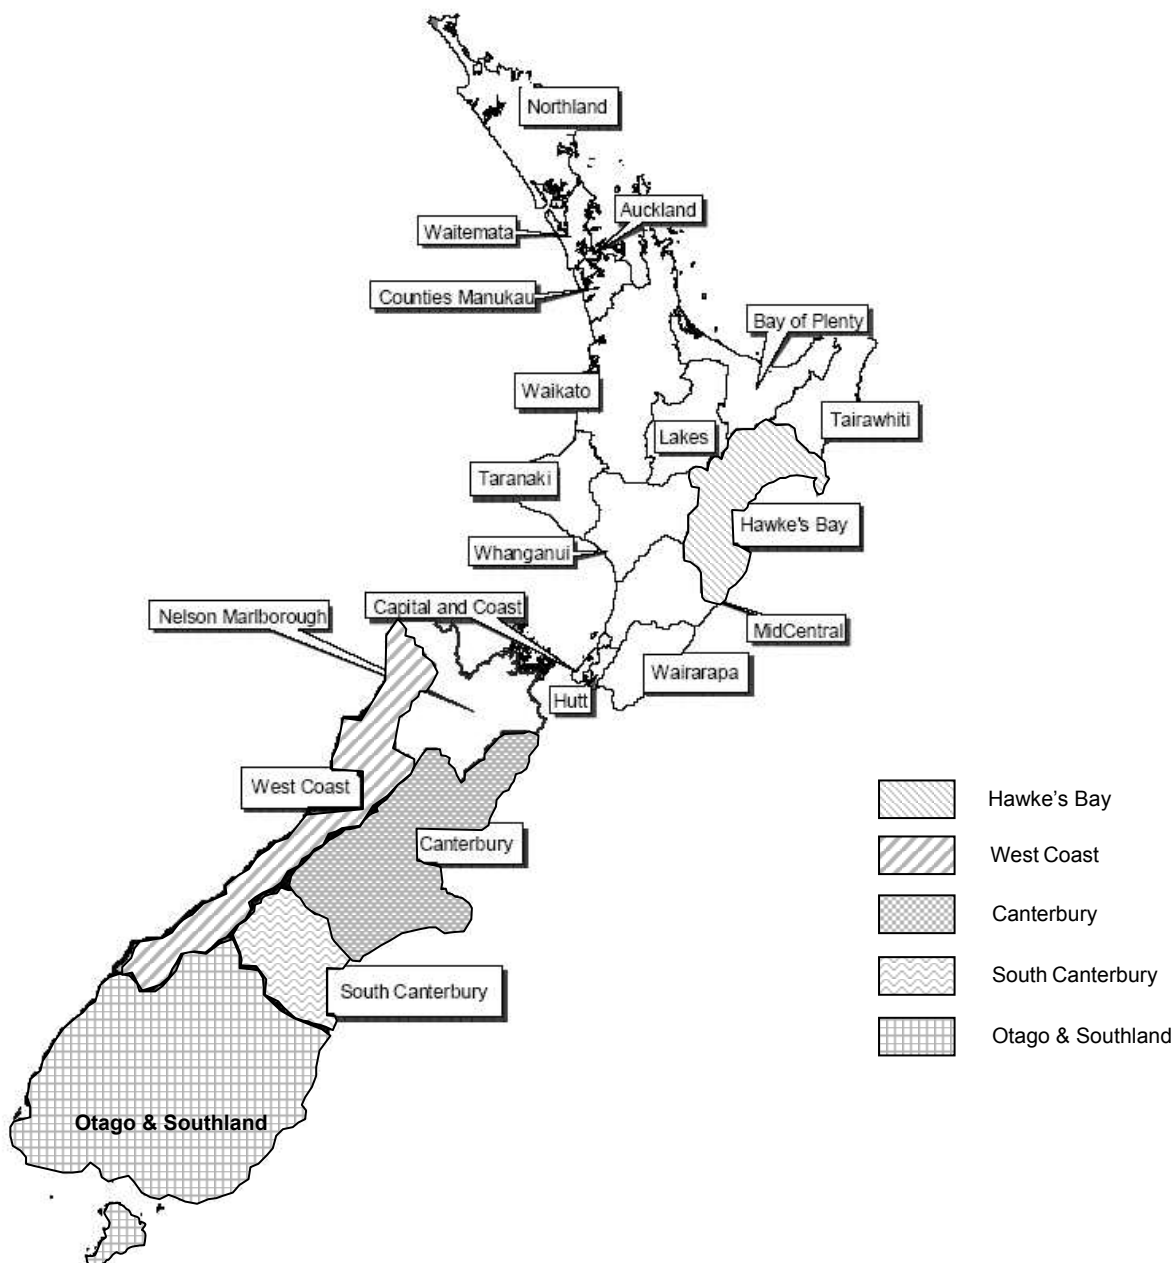 Northland
Auckland
Waitemata
Counties Manukau
Bay of Plenty
Waikato
Tairawhiti
Lakes
Taranaki
Hawke's Bay
Whanganui
Capital and Coast
Nelson Marlborough
MidCentral
Wairarapa
Hutt
West Coast
Canterbury
South Canterbury
Otago & Southland
Hawke’s Bay
West Coast
Canterbury
South Canterbury
Otago & Southland